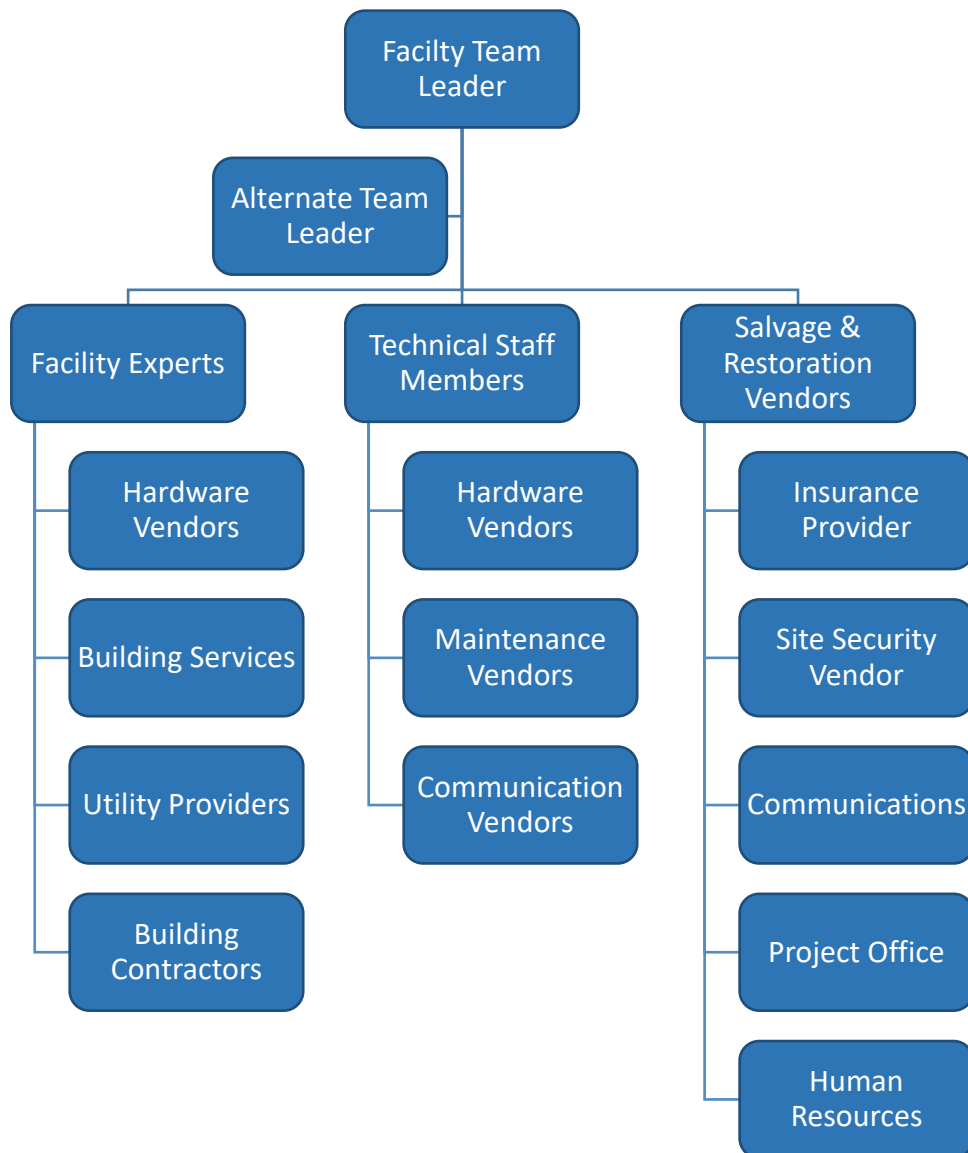 Facilty Team
Leader
Alternate Team
Leader
Facility Experts
Technical Staff
Members
Salvage &
Restoration
Vendors
Hardware
Vendors
Building Services
Utility Providers
Building
Contractors
Hardware
Vendors
Maintenance
Vendors
Communication
Vendors
Insurance
Provider
Site Security
Vendor
Communications
Project Office
Human
Resources